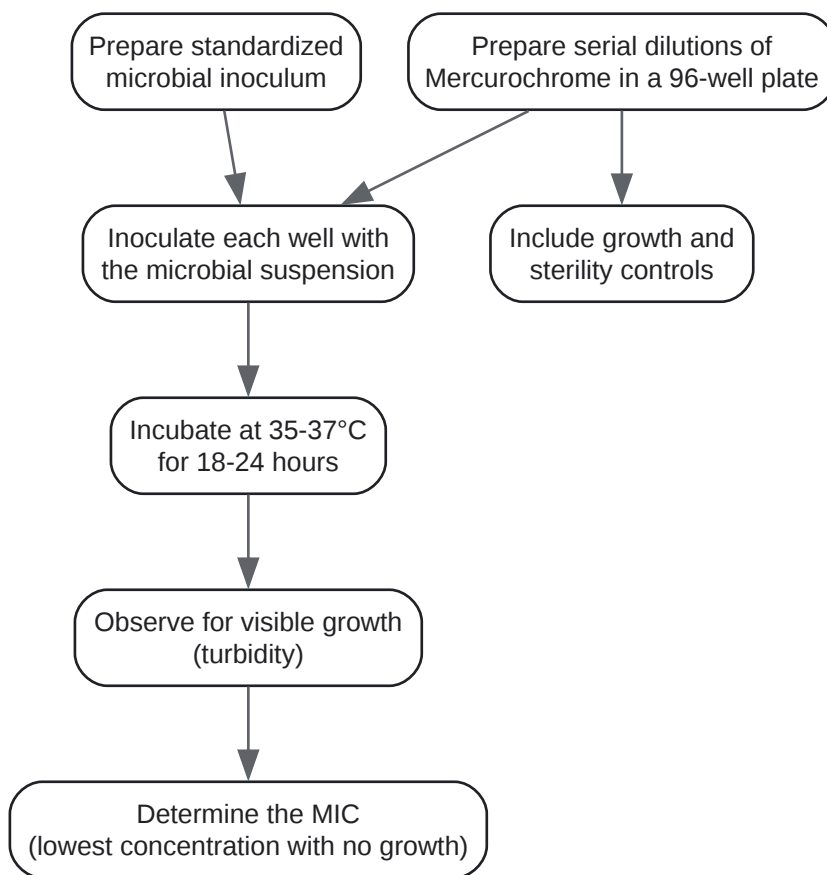 Prepare standardized
microbial inoculum
Prepare serial dilutions of
Mercurochrome in a 96-well plate
Inoculate each well with
the microbial suspension
Include growth and
sterility controls
Incubate at 35-37°C
for 18-24 hours
Observe for visible growth
(turbidity)
Determine the MIC
(lowest concentration with no growth)